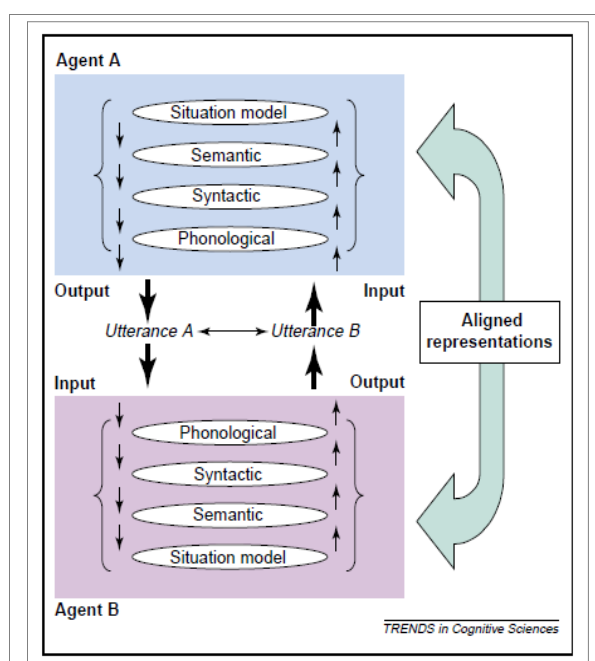 Agent A
Situation model
Semantic
Syntactic
Phonological
Output
Input
Utterance A
Utterance B
Aligned
representations
Input
Output
Phonological
Syntactic
Semantic
Situation model
Agent B
TRENDS in Cognitive Sciences